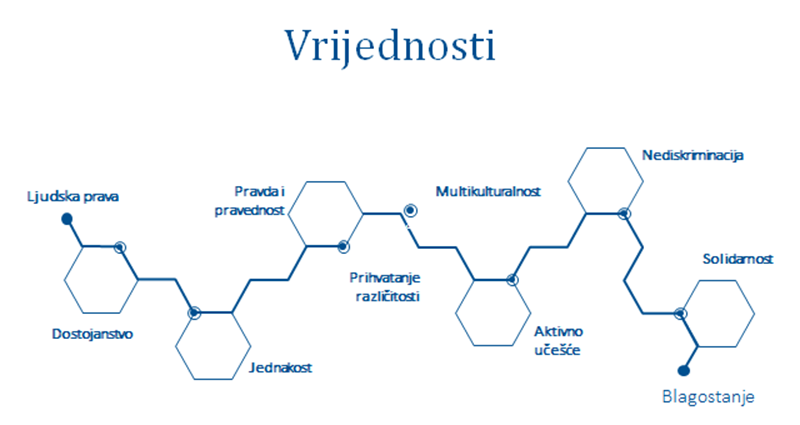 Vrijednosti
Ljudska prava
Dostojanstvo
Jednakost
Pravda i
pravednost
Prihvatanje
različitosti
Multikulturalnost
Aktivno
učešće
Nediskriminacija
Solidarnost
Blagostanje